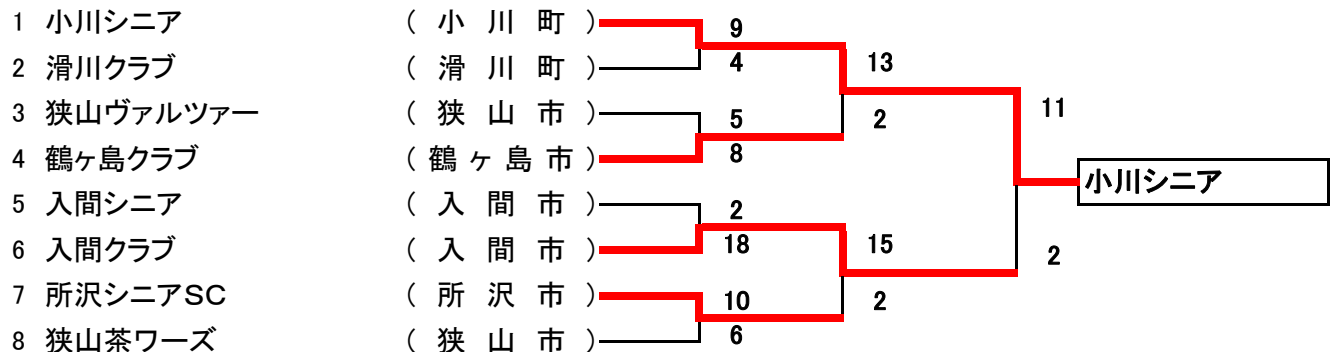 1 小川シニア (小川町) 9
2 滑川クラブ (滑川町) 4
13
3 狭山ヴァルツァー (狭山市) 5
2
4 鶴ヶ島クラブ (鶴ヶ島市) 8
11
小川シニア
5 入間シニア (入間市) 2
6 入間クラブ (入間市) 18
15
2
7 所沢シニアSC (所沢市) 10
2
8 狭山茶ワーズ (狭山市) 6